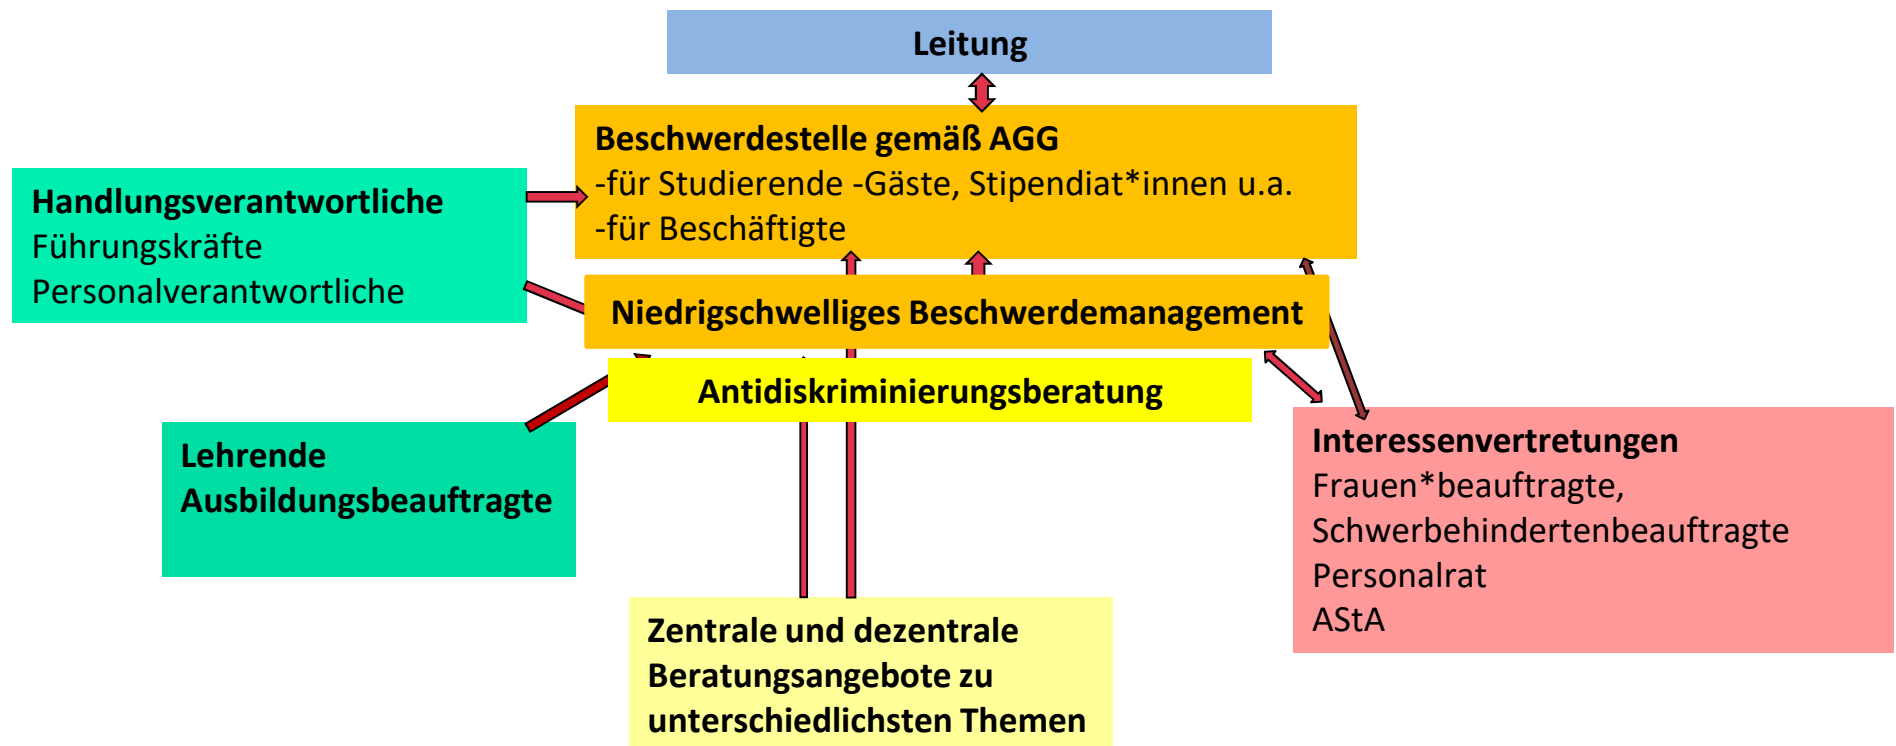 Leitung
Beschwerdestelle gemäß AGG
-für Studierende -Gäste, Stipendiat*innen u.a.
-für Beschäftigte
Handlungsverantwortliche
Führungskräfte
Personalverantwortliche
Niedrigschwelliges Beschwerdemanagement
Antidiskriminierungsberatung
Lehrende
Ausbildungsbeauftragte
Interessenvertretungen
Frauen*beauftragte,
Schwerbehindertenbeauftragte
Personalrat
AStA
Zentrale und dezentrale
Beratungsangebote zu
unterschiedlichsten Themen